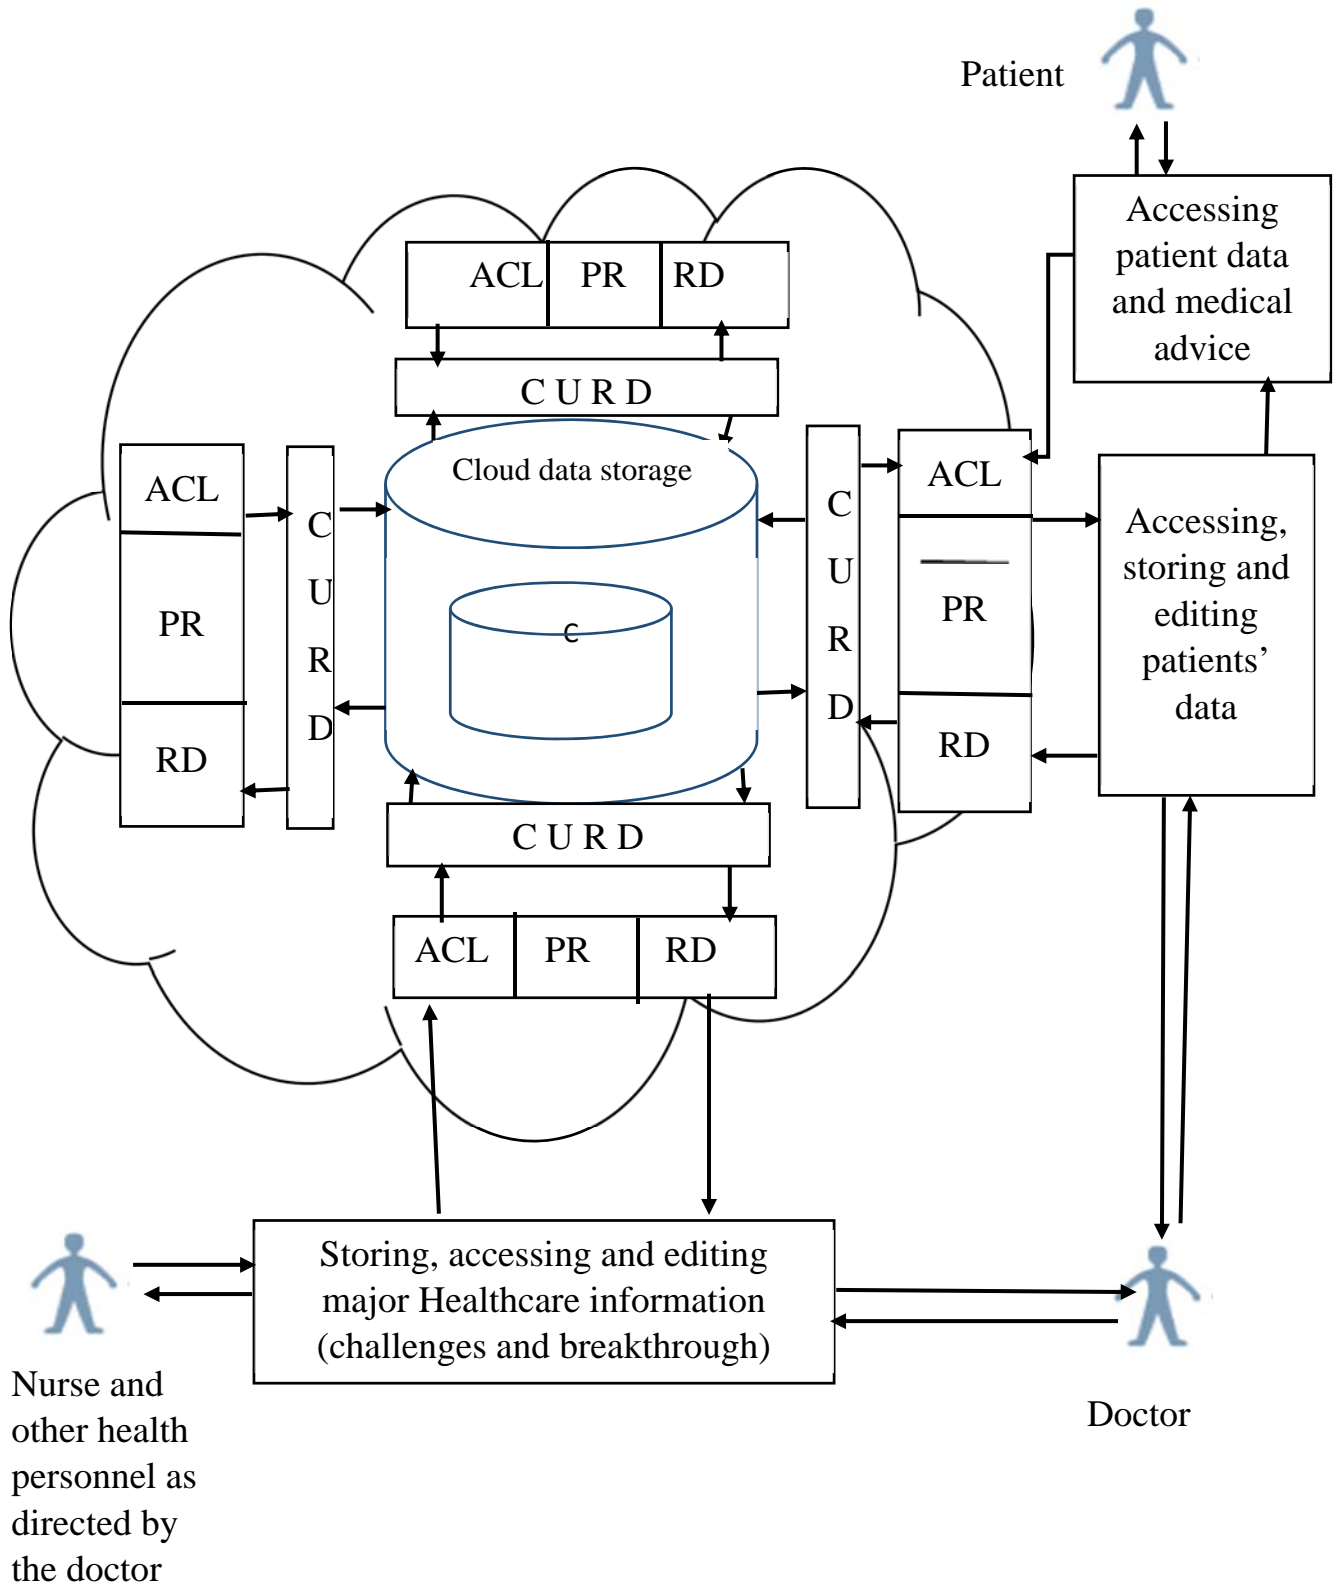 Patient
Accessing
patient data
and medical
advice
ACL PR RD
C U R D
Cloud data storage
C
ACL
PR
RD
C
U
R
D
C
U
R
D
ACL
PR
RD
Accessing,
storing and
editing
patients’
data
C U R D
ACL PR RD
Storing, accessing and editing
major Healthcare information
(challenges and breakthrough)
Nurse and
other health
personnel as
directed by
the doctor
Doctor